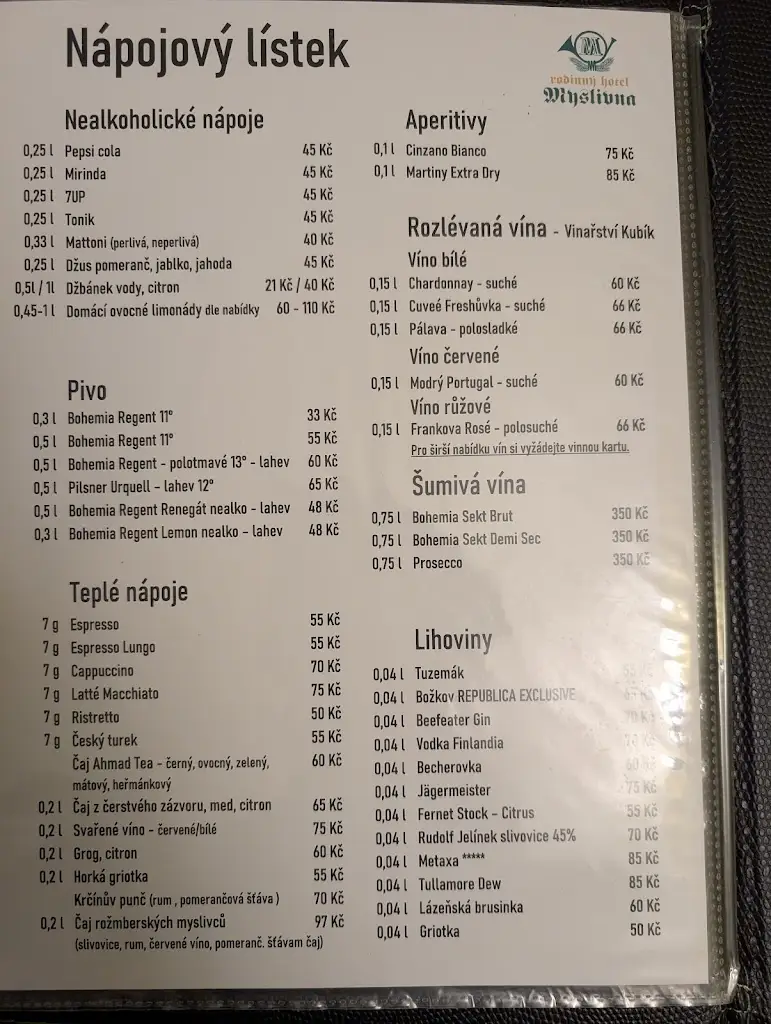 Nápojový lístek
rodinny hotel
Myslivna
Nealkoholické nápoje
0,25 l Pepsi cola 45 Kč
0,25 l Mirinda 45 Kč
0,25 l 7UP 45 Kč
0,25 l Tonik 45 Kč
0,33 l Mattoni (perlivá, neperlivá) 40 Kč
0,25 l Džus pomeranč, jablko, jahoda 45 Kč
0,5l / 1l Džbánek vody, citron 21 Kč / 40 Kč
0,45-1 l Domácí ovocné limonády dle nabídky 60 - 110 Kč
Pivo
0,3 l Bohemia Regent 11° 33 Kč
0,5 l Bohemia Regent 11° 55 Kč
0,5 l Bohemia Regent - polotmavé 13° - lahev 60 Kč
0,5 l Pilsner Urquell - lahev 12° 65 Kč
0,5 l Bohemia Regent Renegát nealko - lahev 48 Kč
0,3 l Bohemia Regent Lemon nealko - lahev 48 Kč
Teplé nápoje
7 g Espresso 55 Kč
7 g Espresso Lungo 55 Kč
7 g Cappuccino 70 Kč
7 g Latté Macchiato 75 Kč
7 g Ristretto 50 Kč
7 g Český turek 55 Kč
Čaj Ahmad Tea - černý, ovocný, zelený, 60 Kč
mátový, heřmánkový
0,2 l Čaj z čerstvého zázvoru, med, citron 65 Kč
0,2 l Svařené víno - červené/bílé 75 Kč
0,2 l Grog, citron 60 Kč
0,2 l Horká griotka 55 Kč
Krčínův punč (rum , pomerančová šťáva ) 70 Kč
0,2 l Čaj rožmberských myslivců 97 Kč
(slivovice, rum, červené víno, pomeranč. šťávam čaj)
Aperitivy
0,1 l Cinzano Bianco 75 Kč
0,1 l Martiny Extra Dry 85 Kč
Rozlévaná vína - Vinařství Kubík
Víno bílé
0,15 l Chardonnay - suché 60 Kč
0,15 l Cuveé Freshůvka - suché 66 Kč
0,15 l Pálava - polosladké 66 Kč
Víno červené
0,15 l Modrý Portugal - suché 60 Kč
Víno růžové
0,15 l Frankova Rosé - polosuché 66 Kč
Pro širší nabídku vín si vyžádejte vinnou kartu.
Šumivá vína
0,75 l Bohemia Sekt Brut 350 Kč
0,75 l Bohemia Sekt Demi Sec 350 Kč
0,75 l Prosecco 350 Kč
Lihoviny
0,04 l Tuzemák
0,04 l Božkov REPUBLICA EXCLUSIVE
0,04 l Beefeater Gin
0,04 l Vodka Finlandia
0,04 l Becherovka
0,04 l Jägermeister 75 Kč
0,04 l Fernet Stock - Citrus 55 Kč
0,04 l Rudolf Jelínek slivovice 45% 70 Kč
0,04 l Metaxa ***** 85 Kč
0,04 l Tullamore Dew 85 Kč
0,04 l Lázeňská brusinka 60 Kč
0,04 l Griotka 50 Kč